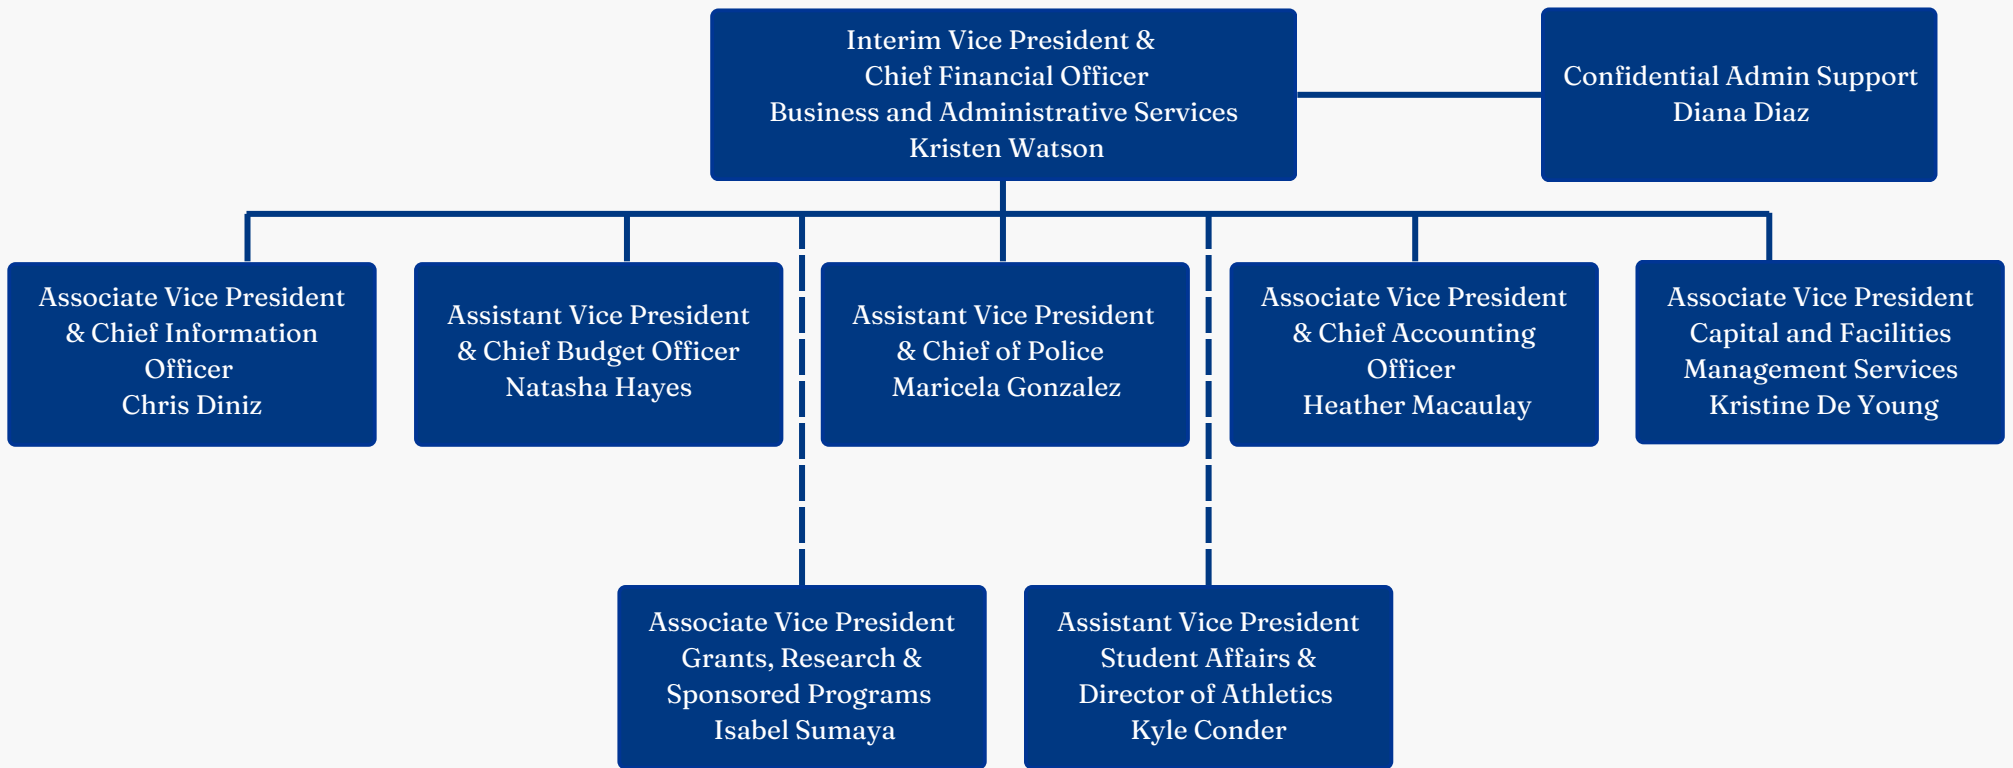 Interim Vice President &
Chief Financial Officer
Business and Administrative Services
Kristen Watson
Confidential Admin Support
Diana Diaz
Associate Vice President
& Chief Information
Officer
Chris Diniz
Assistant Vice President
& Chief Budget Officer
Natasha Hayes
Assistant Vice President
& Chief of Police
Maricela Gonzalez
Associate Vice President
& Chief Accounting
Officer
Heather Macaulay
Associate Vice President
Capital and Facilities
Management Services
Kristine De Young
Associate Vice President
Grants, Research &
Sponsored Programs
Isabel Sumaya
Assistant Vice President
Student Affairs &
Director of Athletics
Kyle Conder